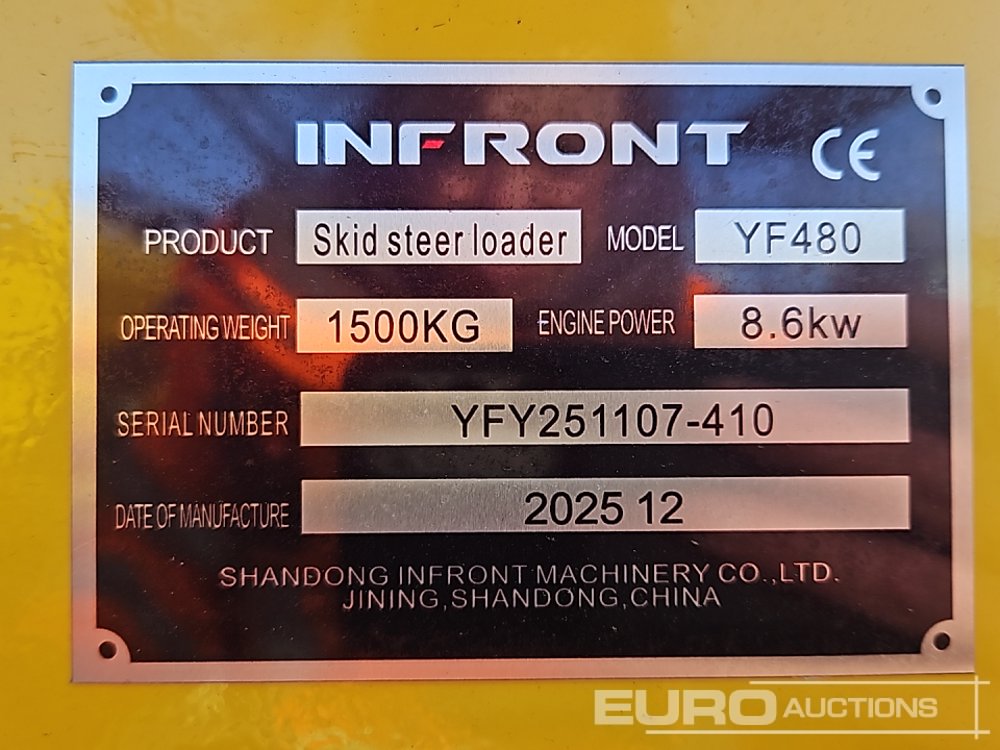 INFRONT CE
PRODUCT Skid steer loader MODEL YF480
OPERATING WEIGHT 1500KG ENGINE POWER 8.6kw
SERIAL NUMBER YFY251107-410
DATE OF MANUFACTURE 2025 12
SHANDONG INFRONT MACHINERY CO.,LTD.
JINING,SHANDONG,CHINA
EURO AUCTIONS